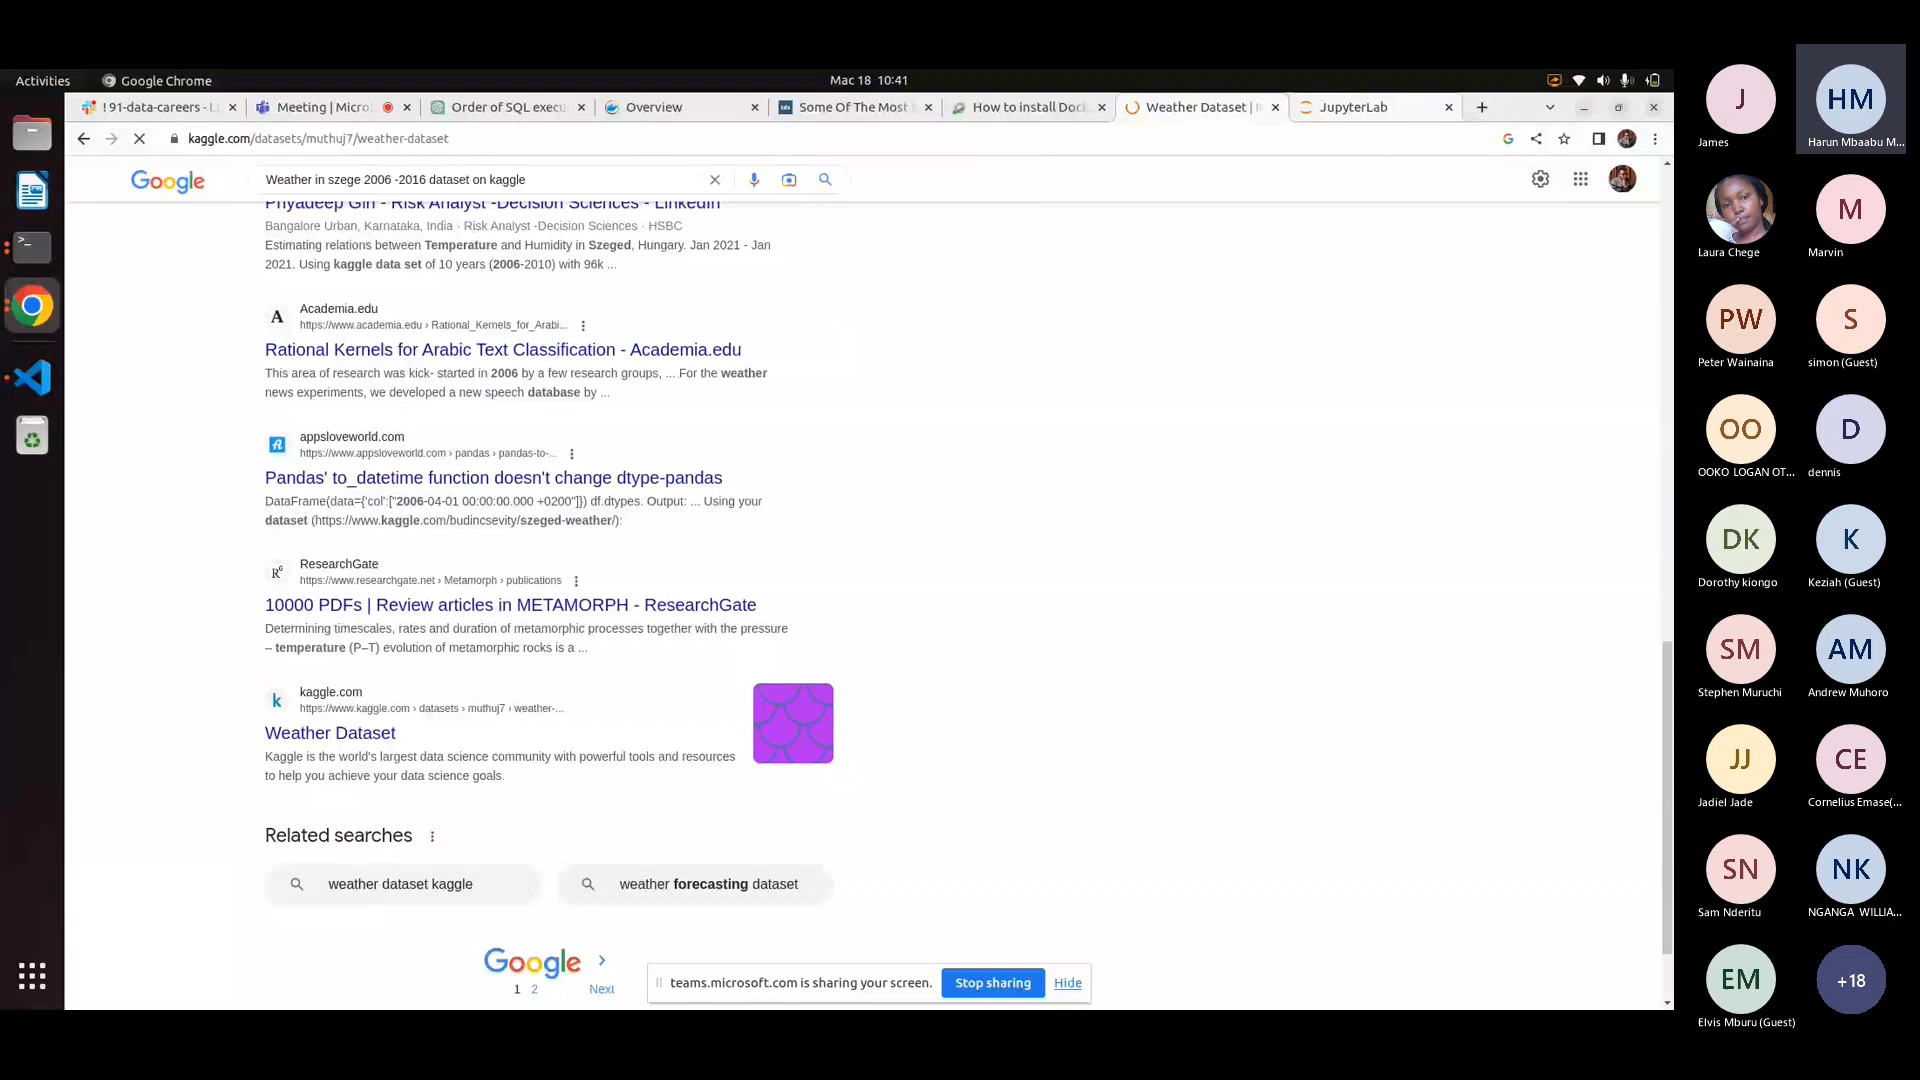 Activities
Google Chrome
Mac 18 10:41
! 91-data-careers - L
Meeting | Micro
Order of SQL execu
Overview
Some Of The Most
How to install Doc
Weather Dataset |
JupyterLab
kaggle.com/datasets/muthuj7/weather-dataset
Google
Weather in szege 2006 -2016 dataset on kaggle
Priyadeep Giri - Risk Analyst -Decision Sciences - LinkedIn
Bangalore Urban, Karnataka, India · Risk Analyst -Decision Sciences · HSBC
Estimating relations between Temperature and Humidity in Szeged, Hungary. Jan 2021 - Jan
2021. Using kaggle data set of 10 years (2006-2010) with 96k ...
Academia.edu
https://www.academia.edu › Rational_Kernels_for_Arabi...
Rational Kernels for Arabic Text Classification - Academia.edu
This area of research was kick- started in 2006 by a few research groups, ... For the weather
news experiments, we developed a new speech database by ...
appsloveworld.com
https://www.appsloveworld.com › pandas › pandas-to-...
Pandas' to_datetime function doesn't change dtype-pandas
DataFrame(data={'col':["2006-04-01 00:00:00.000 +0200"]}) df.dtypes. Output: ... Using your
dataset (https://www.kaggle.com/budincsevity/szeged-weather/):
ResearchGate
https://www.researchgate.net › Metamorph › publications
10000 PDFs | Review articles in METAMORPH - ResearchGate
Determining timescales, rates and duration of metamorphic processes together with the pressure
– temperature (P–T) evolution of metamorphic rocks is a ...
kaggle.com
https://www.kaggle.com › datasets › muthuj7 › weather-...
Weather Dataset
Kaggle is the world's largest data science community with powerful tools and resources
to help you achieve your data science goals.
Related searches
weather dataset kaggle
weather forecasting dataset
Google
1 2 Next
teams.microsoft.com is sharing your screen.
Stop sharing
Hide
J
James
HM
Harun Mbaabu M...
Laura Chege
M
Marvin
PW
Peter Wainaina
S
simon (Guest)
OO
OOKO LOGAN OT...
D
dennis
DK
Dorothy kiongo
K
Keziah (Guest)
SM
Stephen Muruchi
AM
Andrew Muhoro
JJ
Jadiel Jade
CE
Cornelius Emase(...
SN
Sam Nderitu
NK
NGANGA WILLIA...
EM
Elvis Mburu (Guest)
+18